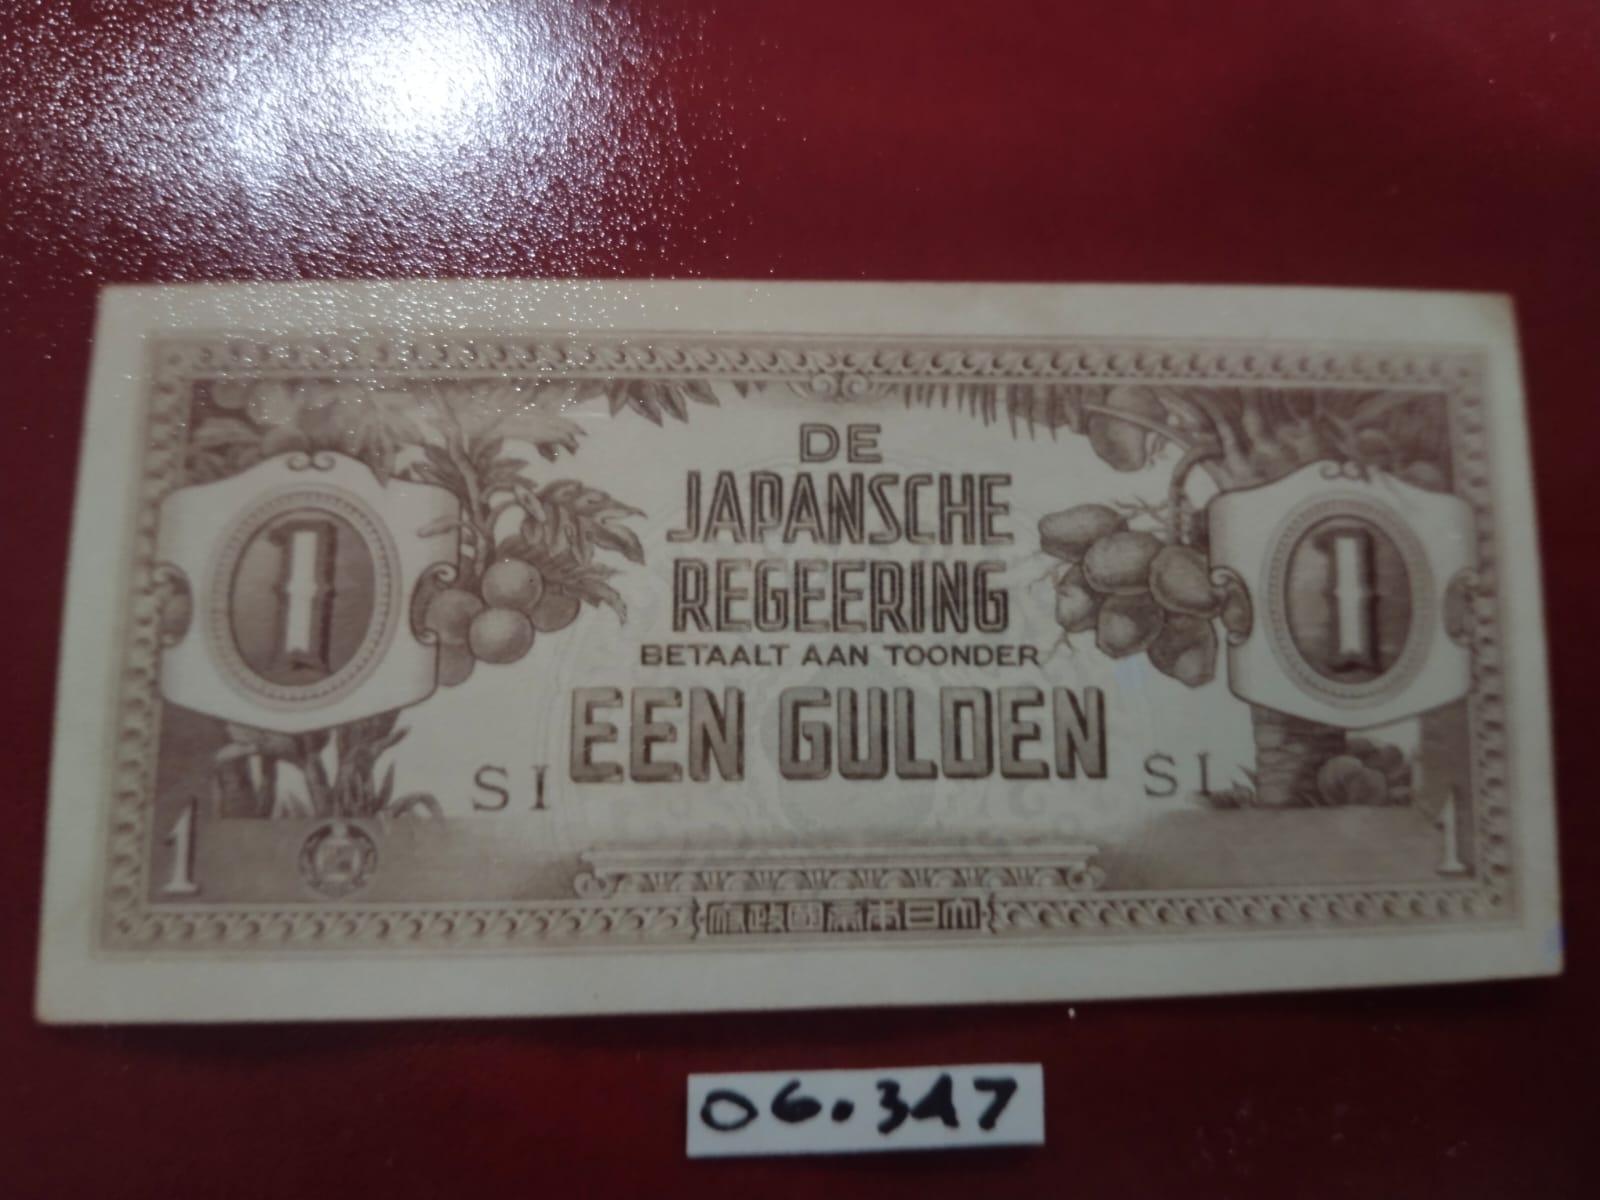 DE
JAPANSCHE
REGEERING
BETAALT AAN TOONDER
EEN GULDEN
1
1
SI
SI
1
1
府政國帝本日大
06.347